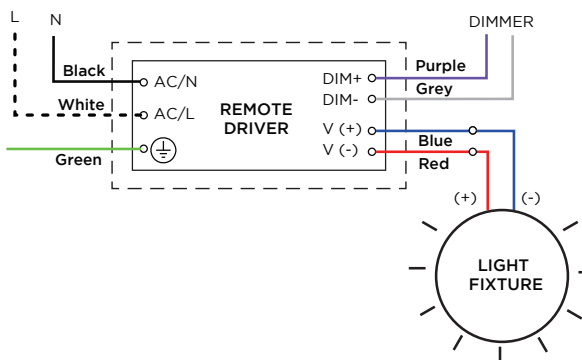 L N
DIMMER
Black
AC/N
White
AC/L
Green
REMOTE
DRIVER
DIM+
DIM-
V (+)
V (-)
Purple
Grey
Blue
Red
(+) (-)
LIGHT
FIXTURE